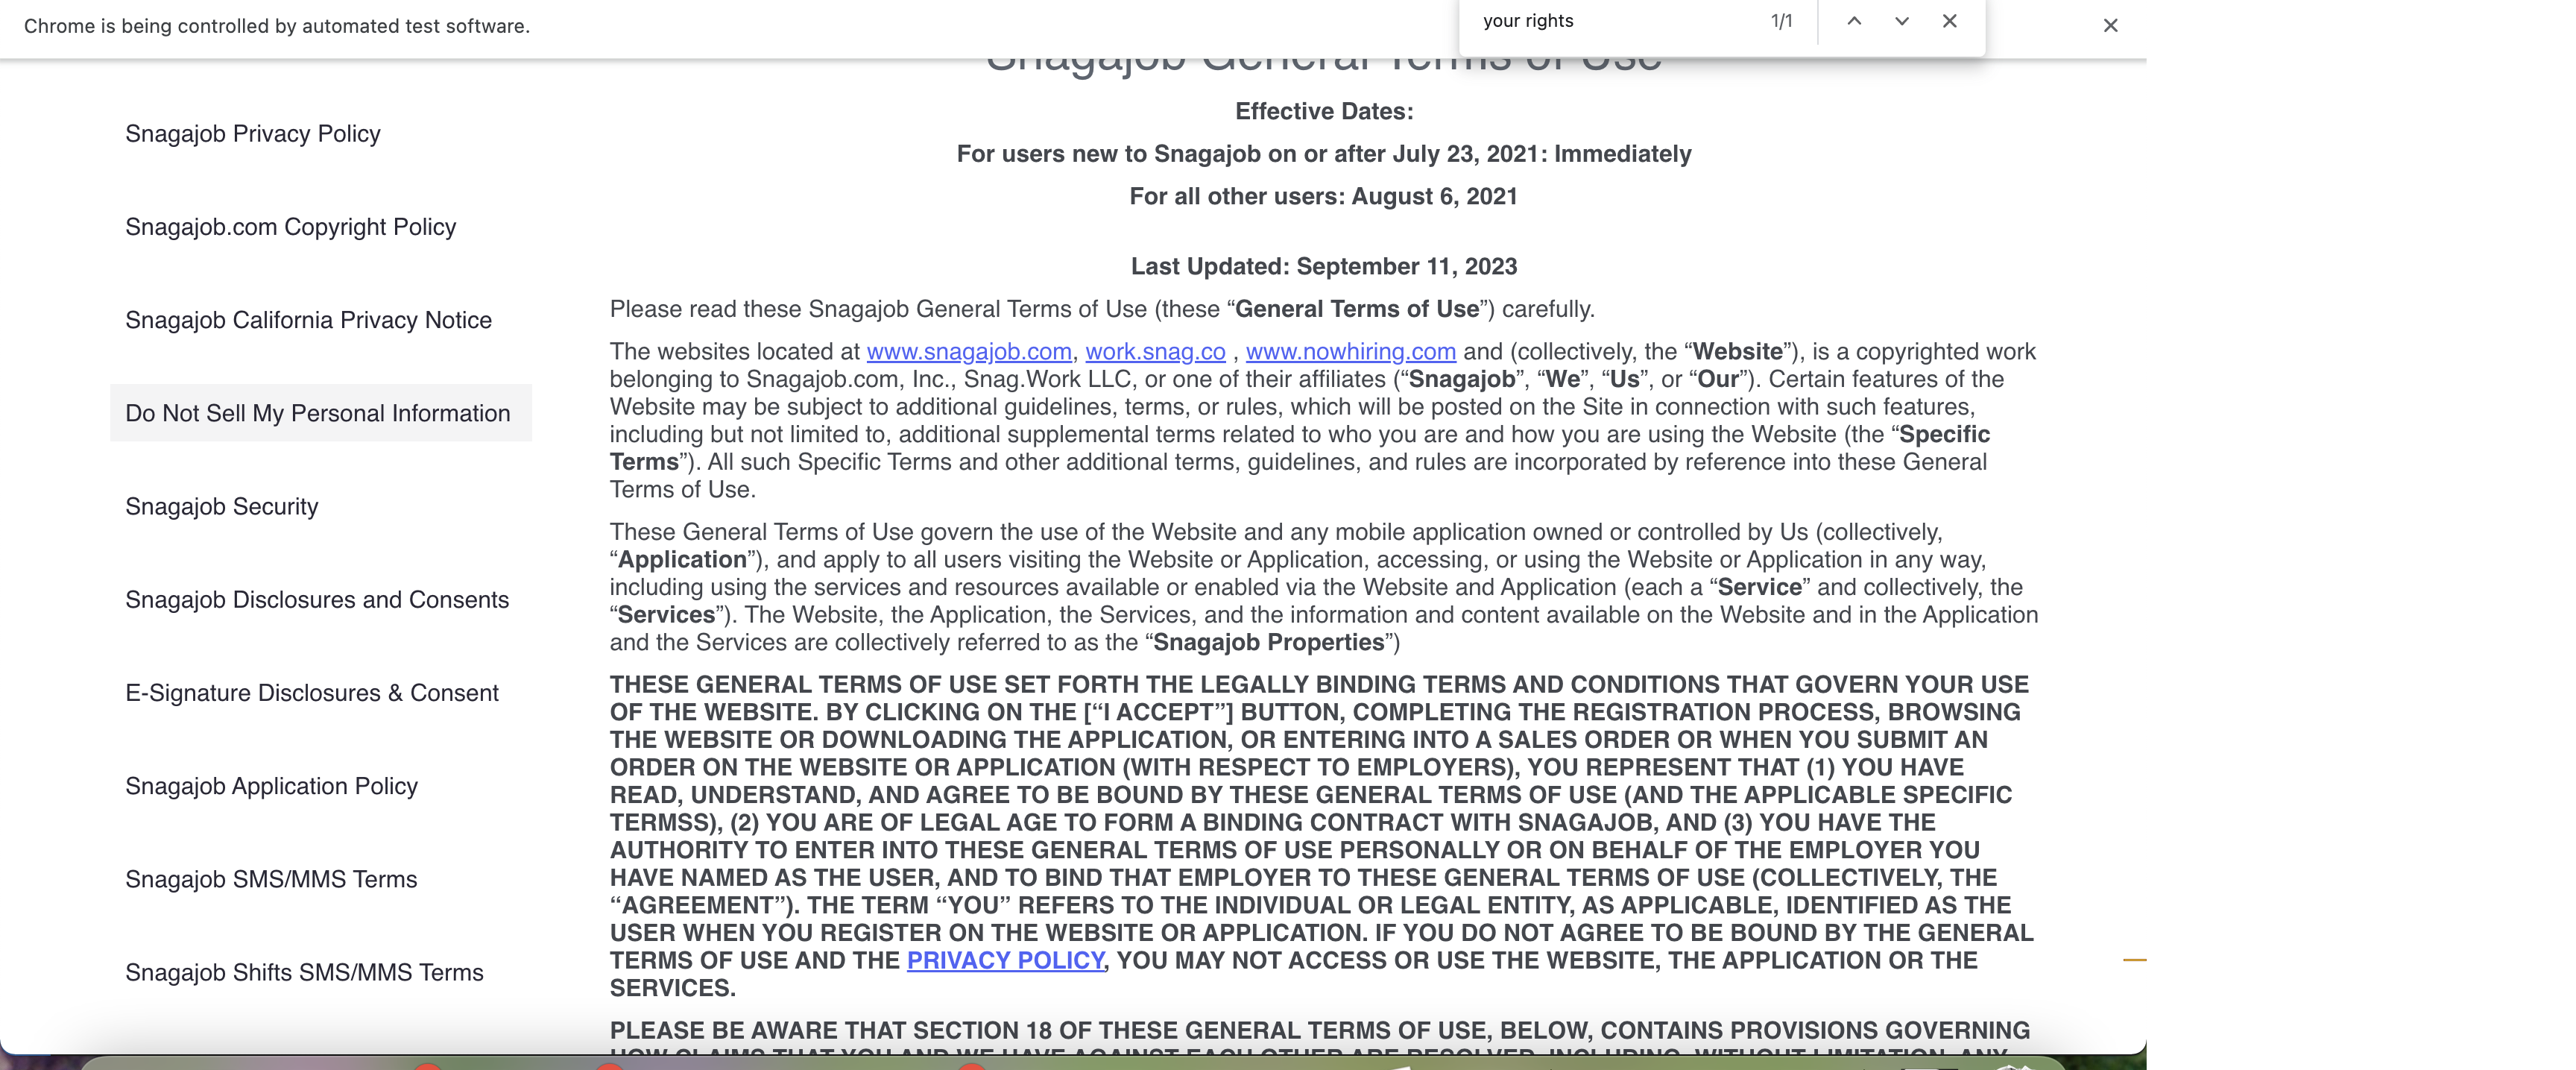 Chrome is being controlled by automated test software.
your rights
1/1
Snagajob General Terms of Use
Snagajob Privacy Policy
Snagajob.com Copyright Policy
Snagajob California Privacy Notice
Do Not Sell My Personal Information
Snagajob Security
Snagajob Disclosures and Consents
E-Signature Disclosures & Consent
Snagajob Application Policy
Snagajob SMS/MMS Terms
Snagajob Shifts SMS/MMS Terms
Effective Dates:
For users new to Snagajob on or after July 23, 2021: Immediately
For all other users: August 6, 2021
Last Updated: September 11, 2023
Please read these Snagajob General Terms of Use (these “General Terms of Use”) carefully.
The websites located at www.snagajob.com, work.snag.co , www.nowhiring.com and (collectively, the “Website”), is a copyrighted work
belonging to Snagajob.com, Inc., Snag.Work LLC, or one of their affiliates (“Snagajob”, “We”, “Us”, or “Our”). Certain features of the
Website may be subject to additional guidelines, terms, or rules, which will be posted on the Site in connection with such features,
including but not limited to, additional supplemental terms related to who you are and how you are using the Website (the “Specific
Terms”). All such Specific Terms and other additional terms, guidelines, and rules are incorporated by reference into these General
Terms of Use.
These General Terms of Use govern the use of the Website and any mobile application owned or controlled by Us (collectively,
“Application”), and apply to all users visiting the Website or Application, accessing, or using the Website or Application in any way,
including using the services and resources available or enabled via the Website and Application (each a “Service” and collectively, the
“Services”). The Website, the Application, the Services, and the information and content available on the Website and in the Application
and the Services are collectively referred to as the “Snagajob Properties”)
THESE GENERAL TERMS OF USE SET FORTH THE LEGALLY BINDING TERMS AND CONDITIONS THAT GOVERN YOUR USE
OF THE WEBSITE. BY CLICKING ON THE [“I ACCEPT”] BUTTON, COMPLETING THE REGISTRATION PROCESS, BROWSING
THE WEBSITE OR DOWNLOADING THE APPLICATION, OR ENTERING INTO A SALES ORDER OR WHEN YOU SUBMIT AN
ORDER ON THE WEBSITE OR APPLICATION (WITH RESPECT TO EMPLOYERS), YOU REPRESENT THAT (1) YOU HAVE
READ, UNDERSTAND, AND AGREE TO BE BOUND BY THESE GENERAL TERMS OF USE (AND THE APPLICABLE SPECIFIC
TERMSS), (2) YOU ARE OF LEGAL AGE TO FORM A BINDING CONTRACT WITH SNAGAJOB, AND (3) YOU HAVE THE
AUTHORITY TO ENTER INTO THESE GENERAL TERMS OF USE PERSONALLY OR ON BEHALF OF THE EMPLOYER YOU
HAVE NAMED AS THE USER, AND TO BIND THAT EMPLOYER TO THESE GENERAL TERMS OF USE (COLLECTIVELY, THE
“AGREEMENT”). THE TERM “YOU” REFERS TO THE INDIVIDUAL OR LEGAL ENTITY, AS APPLICABLE, IDENTIFIED AS THE
USER WHEN YOU REGISTER ON THE WEBSITE OR APPLICATION. IF YOU DO NOT AGREE TO BE BOUND BY THE GENERAL
TERMS OF USE AND THE PRIVACY POLICY, YOU MAY NOT ACCESS OR USE THE WEBSITE, THE APPLICATION OR THE
SERVICES.
PLEASE BE AWARE THAT SECTION 18 OF THESE GENERAL TERMS OF USE, BELOW, CONTAINS PROVISIONS GOVERNING
HOW CLAIMS THAT YOU AND WE HAVE AGAINST EACH OTHER ARE RESOLVED, INCLUDING, WITHOUT LIMITATION, ANY